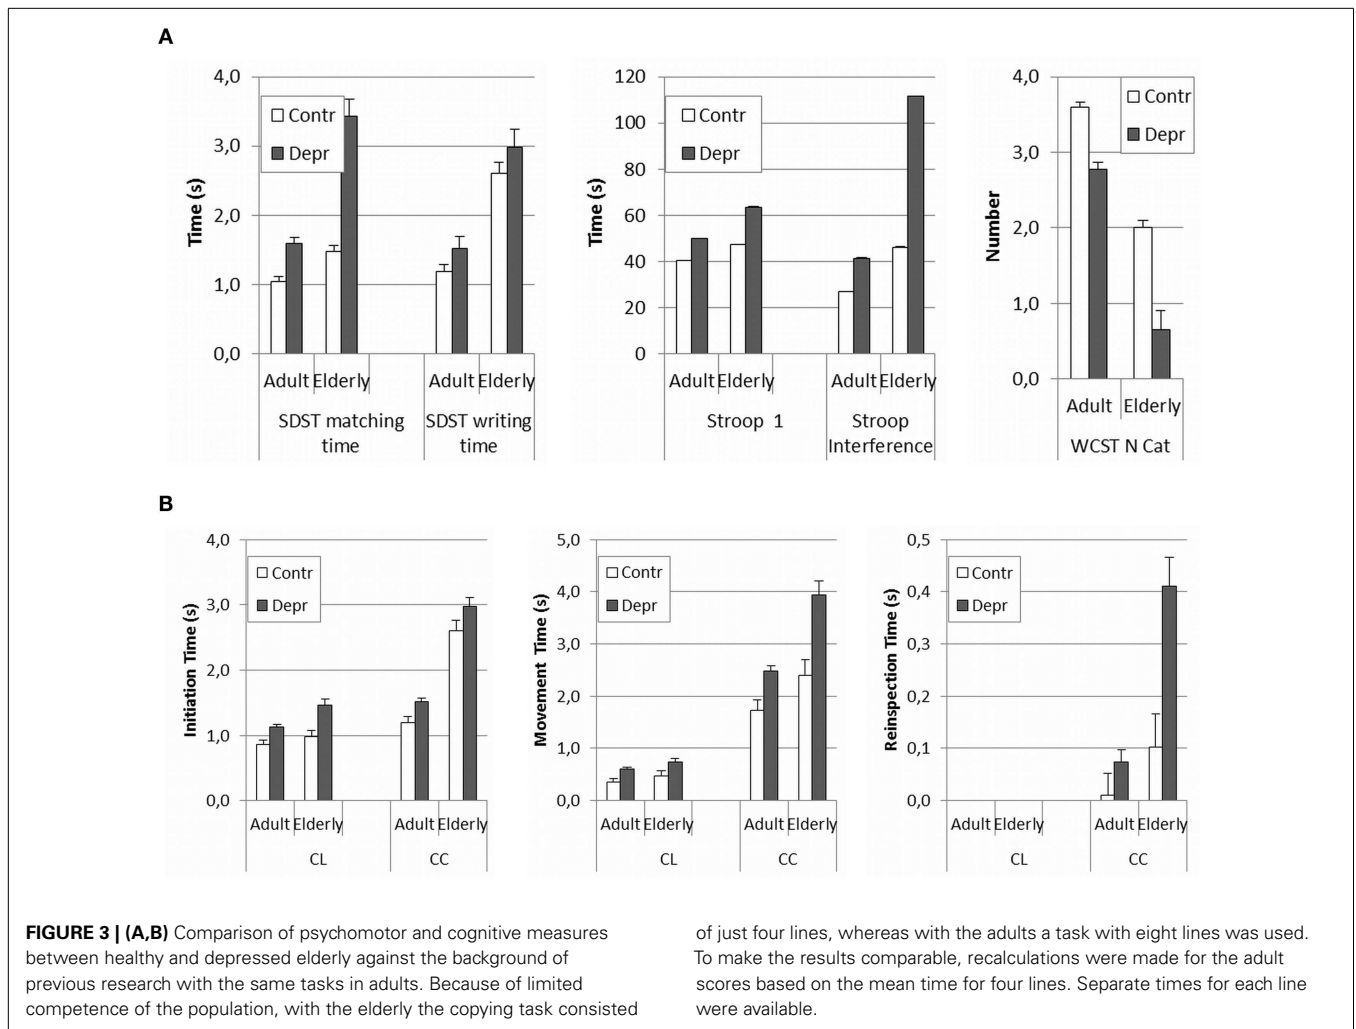 A
4,0
3,0
2,0
1,0
0,0
Time (s)
Contr
Depr
Adult Elderly Adult Elderly
SDST matching time
SDST writing time
120
100
80
60
40
20
0
Time (s)
Contr
Depr
Adult Elderly Adult Elderly
Stroop 1
Stroop Interference
4,0
3,0
2,0
1,0
0,0
Number
Contr
Depr
Adult Elderly
WCST N Cat
B
4,0
3,0
2,0
1,0
0,0
Initiation Time (s)
Contr
Depr
Adult Elderly Adult Elderly
CL CC
5,0
4,0
3,0
2,0
1,0
0,0
Movement Time (s)
Contr
Depr
Adult Elderly Adult Elderly
CL CC
0,5
0,4
0,3
0,2
0,1
0,0
Reinspection Time (s)
Contr
Depr
Adult Elderly Adult Elderly
CL CC
FIGURE 3 | (A,B) Comparison of psychomotor and cognitive measures
between healthy and depressed elderly against the background of
previous research with the same tasks in adults. Because of limited
competence of the population, with the elderly the copying task consisted
of just four lines, whereas with the adults a task with eight lines was used.
To make the results comparable, recalculations were made for the adult
scores based on the mean time for four lines. Separate times for each line
were available.